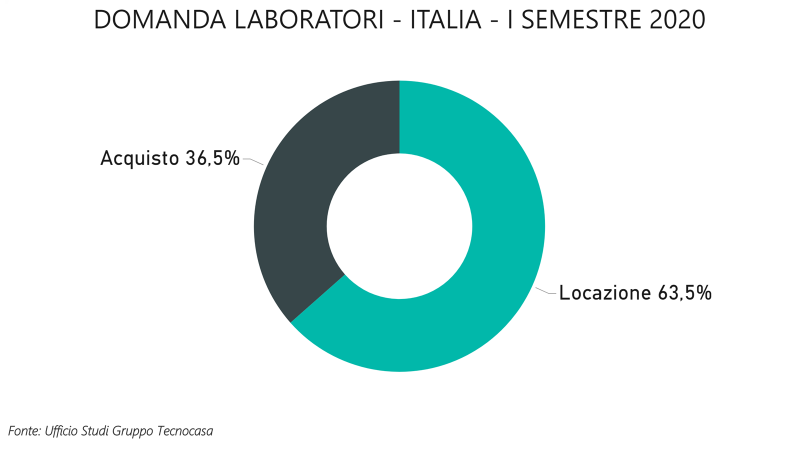 DOMANDA LABORATORI - ITALIA - I SEMESTRE 2020
Acquisto 36,5%
Locazione 63,5%
Fonte: Ufficio Studi Gruppo Tecnocasa